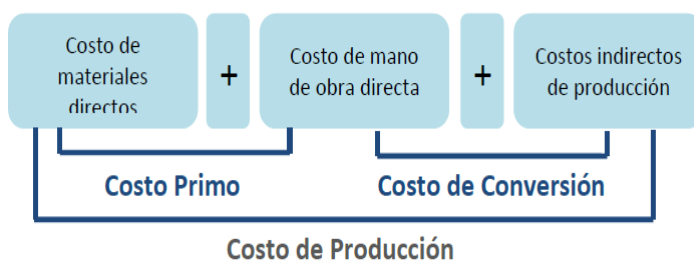 Costo de
materiales
directos
+
Costo de mano
de obra directa
+
Costos indirectos
de producción
Costo Primo
Costo de Conversión
Costo de Producción